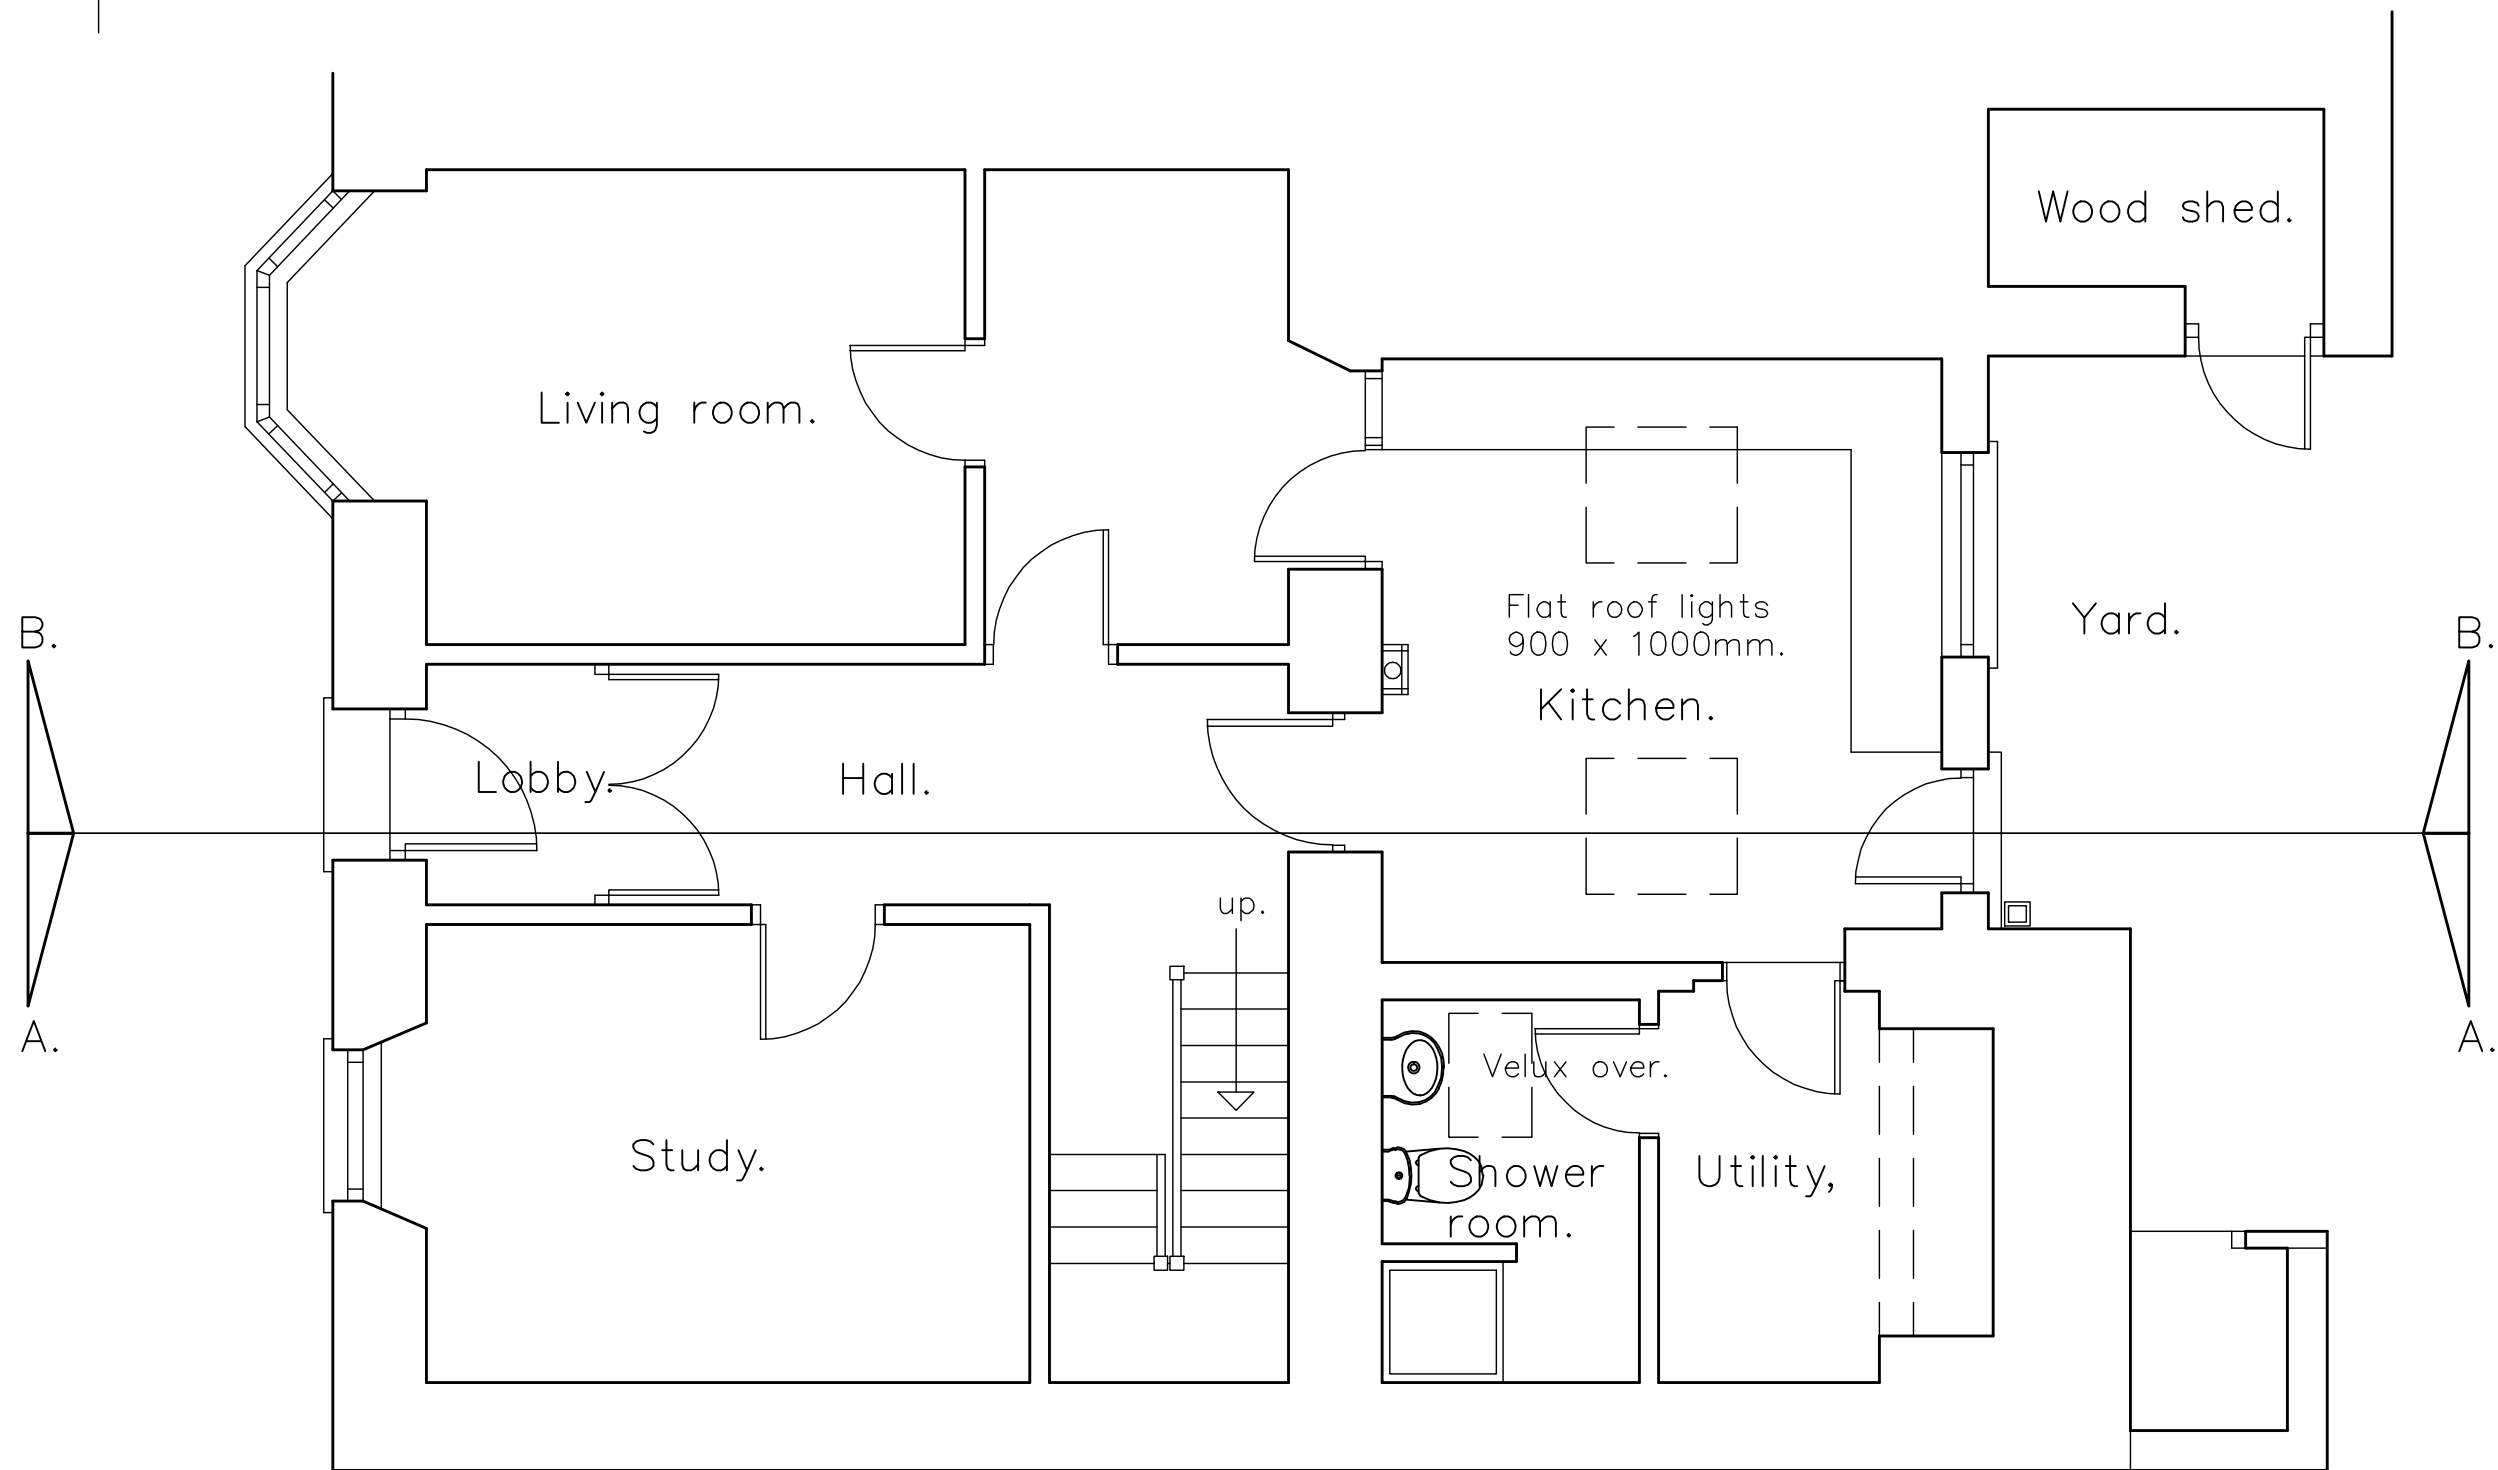 Wood shed.
Living room.
Flat roof lights
900 x 1000mm.
B.
B.
Yard.
Kitchen.
Lobby.
Hall.
up.
A.
A.
Velux over.
Study.
Shower
room.
Utility,